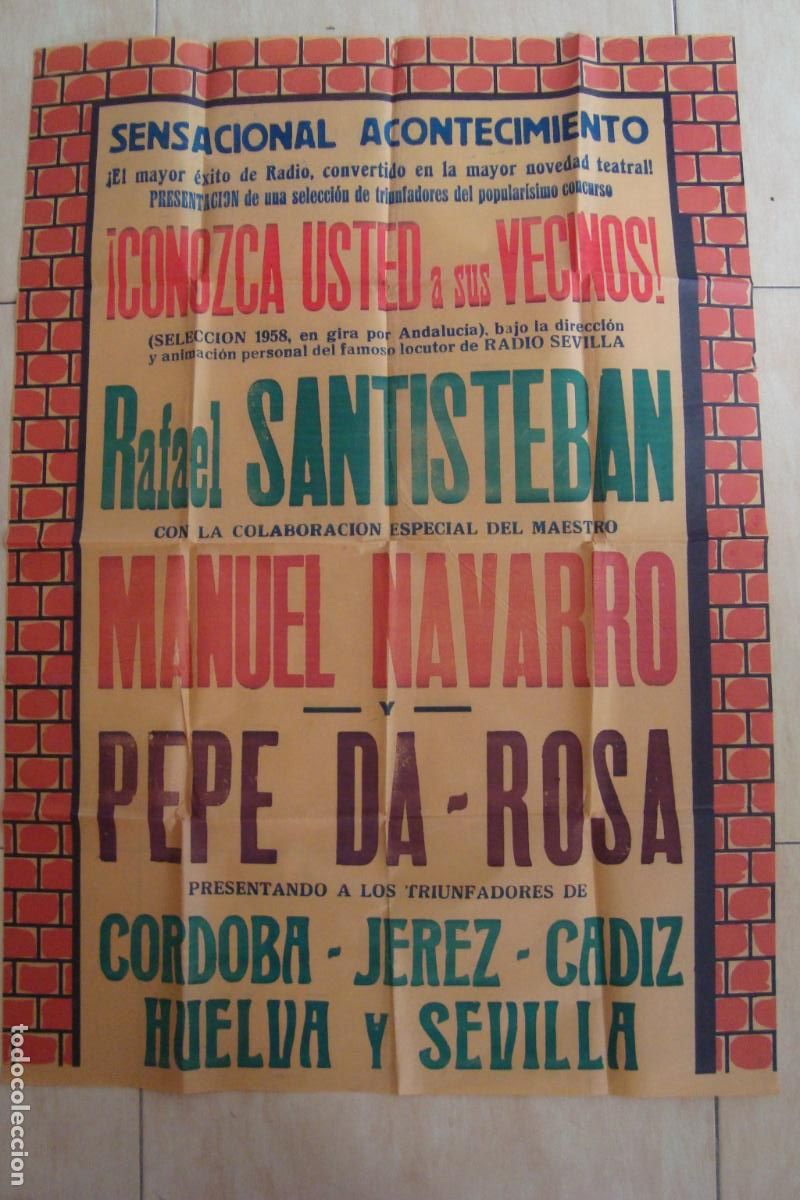 SENSACIONAL ACONTECIMIENTO
¡El mayor éxito de Radio, convertido en la mayor novedad teatral!
PRESENTACION de una selección de triunfadores del popularísimo concurso
¡CONOZCA USTED a sus VECINOS!
(SELECCION 1958, en gira por Andalucía), bajo la dirección
y animación personal del famoso locutor de RADIO SEVILLA
Rafael SANTISTEBAN
CON LA COLABORACION ESPECIAL DEL MAESTRO
MANUEL NAVARRO
— Y —
PEPE DA-ROSA
PRESENTANDO A LOS TRIUNFADORES DE
CORDOBA - JEREZ - CADIZ
HUELVA Y SEVILLA
todocoleccion
todocoleccion.net